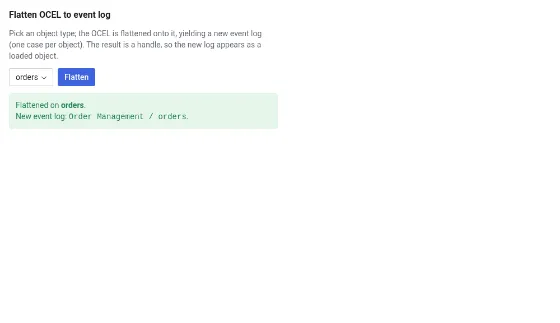 Flatten OCEL to event log
Pick an object type; the OCEL is flattened onto it, yielding a new event log
(one case per object). The result is a handle, so the new log appears as a
loaded object.
orders Flatten
Flattened on orders.
New event log: Order Management / orders.